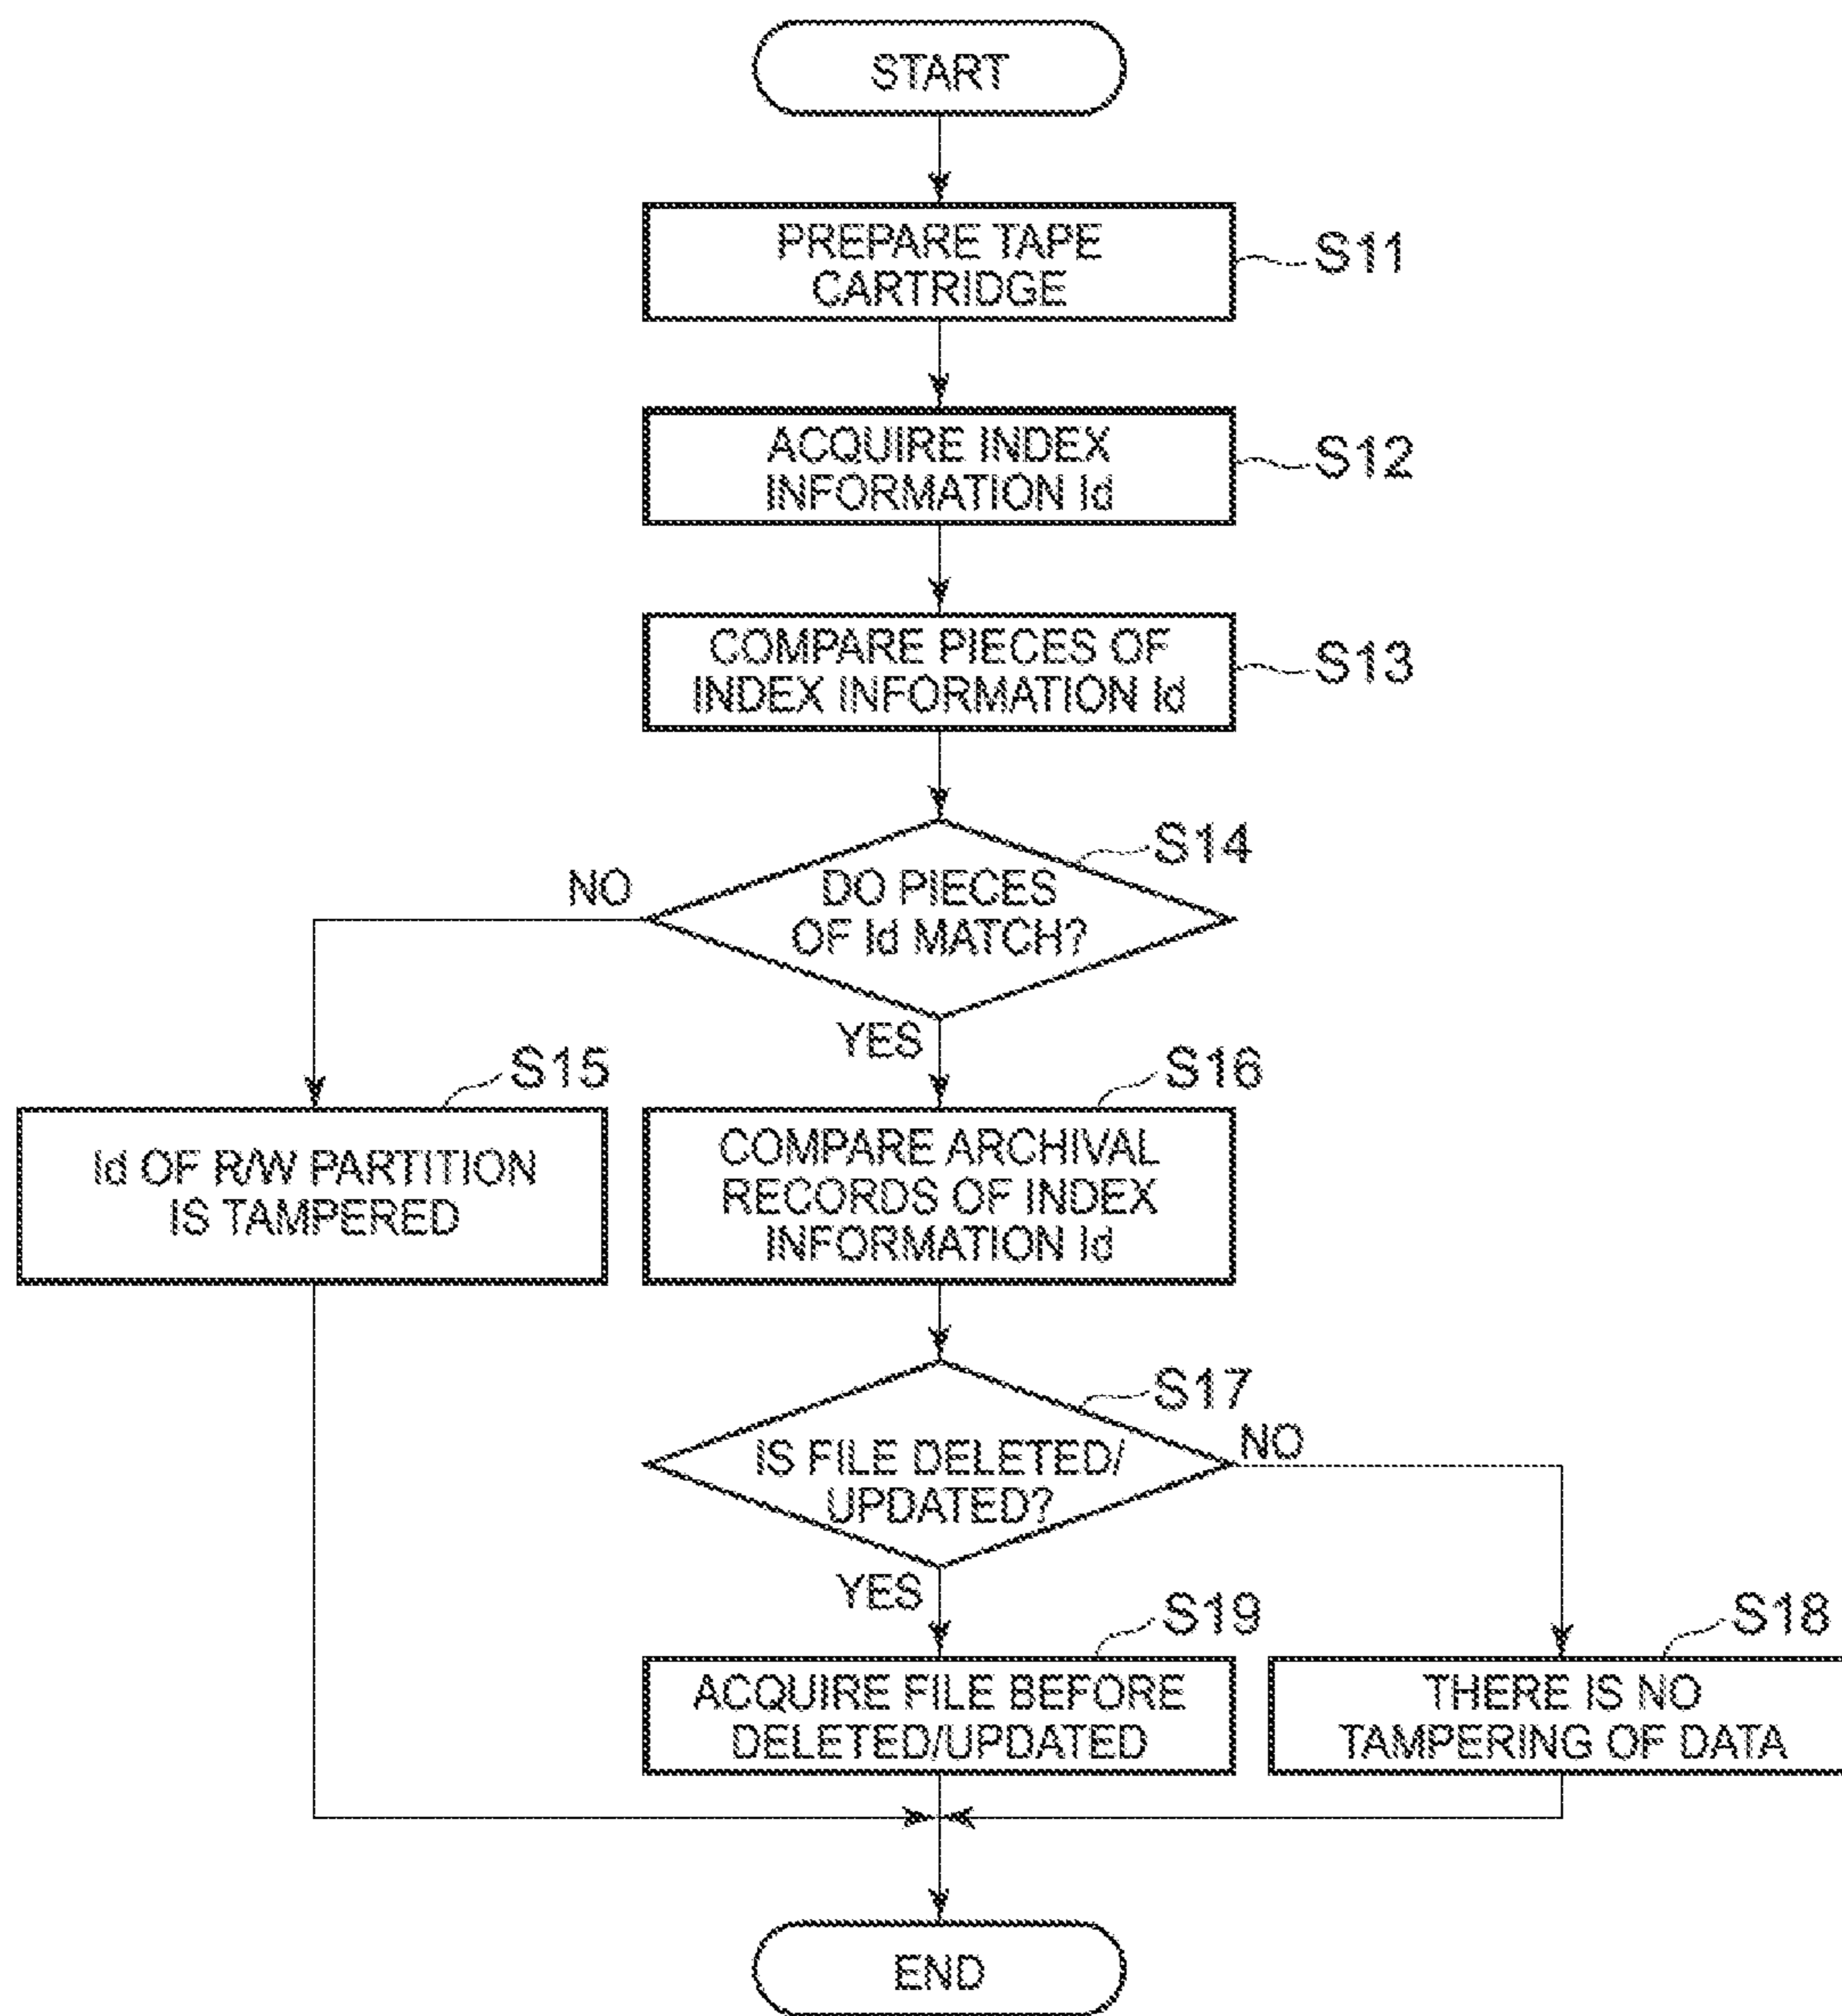 START
PREPARE TAPE
CARTRIDGE
S11
ACQUIRE INDEX
INFORMATION Id
S12
COMPARE PIECES OF
INDEX INFORMATION Id
S13
S14
NO
DO PIECES
OF Id MATCH?
YES
S15
Id OF R/W PARTITION
IS TAMPERED
S16
COMPARE ARCHIVAL
RECORDS OF INDEX
INFORMATION Id
S17
IS FILE DELETED/
UPDATED?
NO
YES
S19
ACQUIRE FILE BEFORE
DELETED/UPDATED
S18
THERE IS NO
TAMPERING OF DATA
END